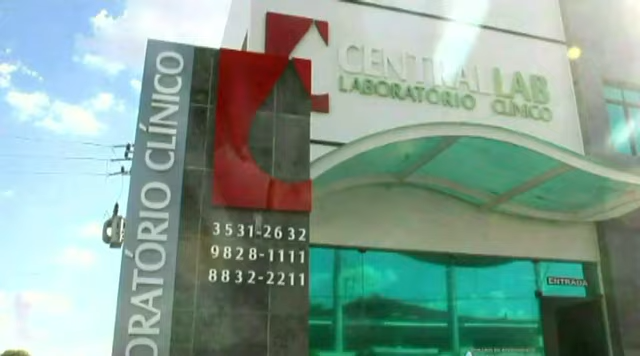 CENTRAL LAB
LABORATÓRIO CLÍNICO
ORATÓRIO CLÍNICO
3531-2632
9828-1111
8832-2211
ENTRADA